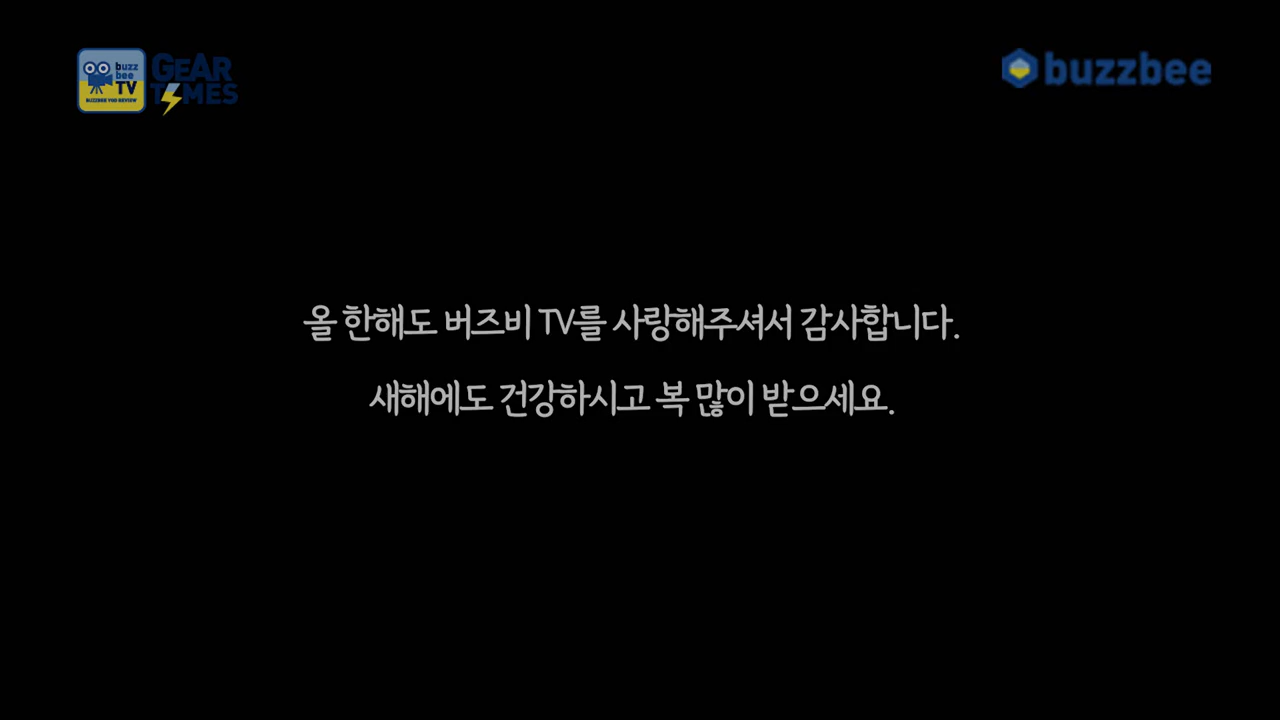 buzz
bee
TV
BUZZBEE YHS REVIEW
GEAR
TIMES
buzzbee
올 한해도 버즈비 TV를 사랑해주셔서 감사합니다.
새해에도 건강하시고 복 많이 받으세요.